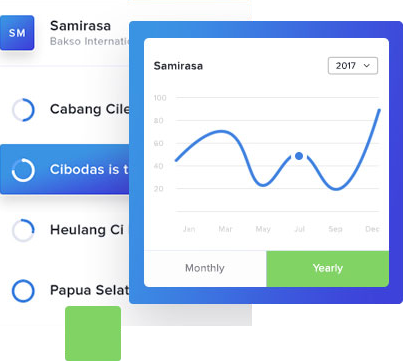 SM
Samirasa
Bakso Internatio
Cabang Cile
Cibodas is t
Heulang Ci
Papua Selat
Samirasa
2017
100
80
60
40
20
Jan Mar May Jul Sep Dec
Monthly
Yearly